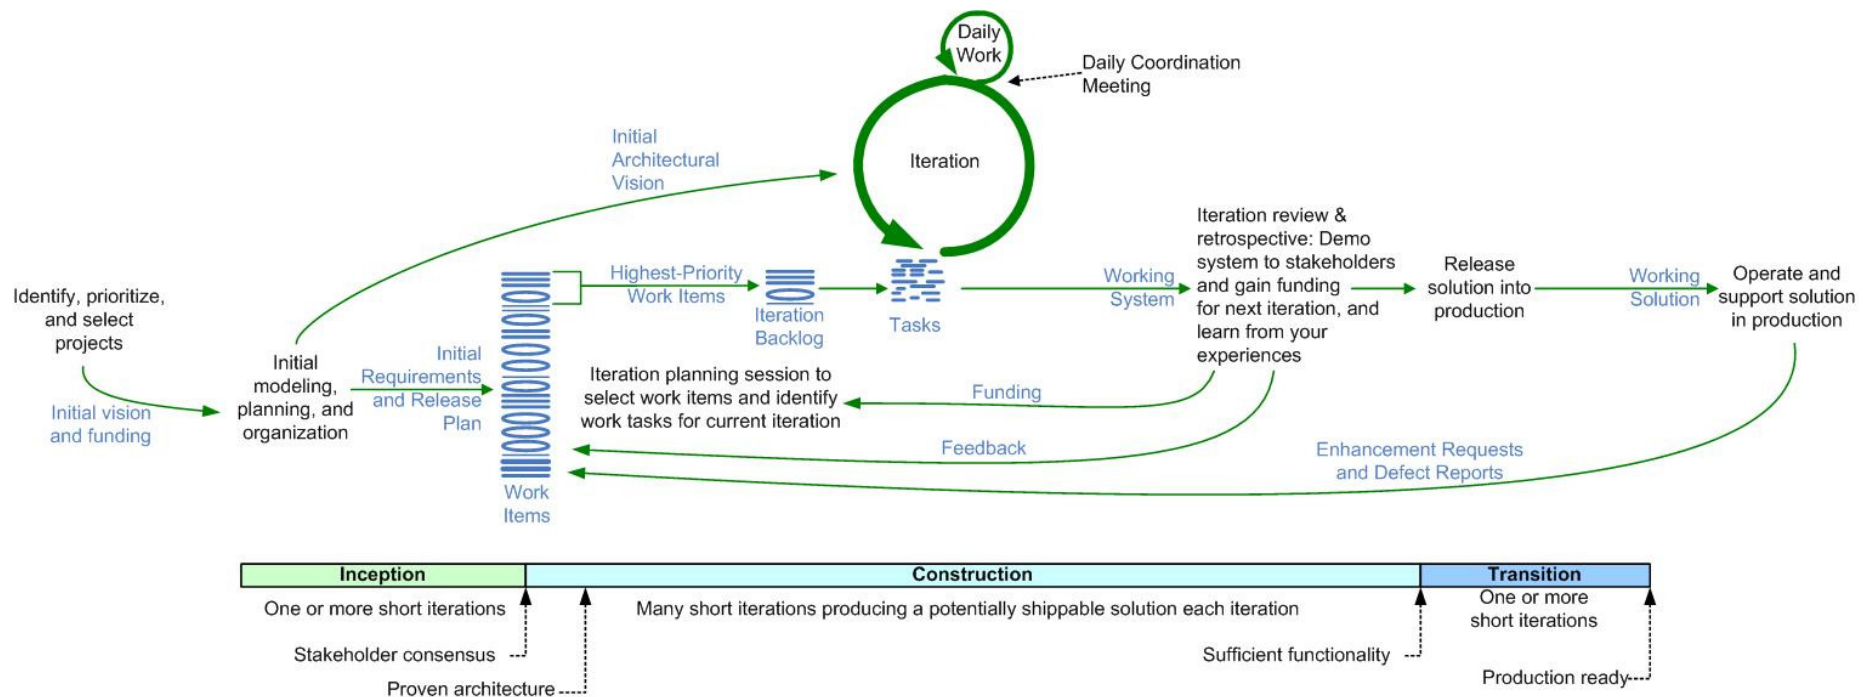 Daily
Work
Daily Coordination
Meeting
Initial
Architectural
Vision
Iteration
Identify, prioritize,
and select
projects
Initial vision
and funding
Initial
modeling,
planning, and
organization
Initial
Requirements
and Release
Plan
Work
Items
Highest-Priority
Work Items
Iteration
Backlog
Tasks
Working
System
Iteration review &
retrospective: Demo
system to stakeholders
and gain funding
for next iteration, and
learn from your
experiences
Release
solution into
production
Working
Solution
Operate and
support solution
in production
Iteration planning session to
select work items and identify
work tasks for current iteration
Funding
Feedback
Enhancement Requests
and Defect Reports
Inception
Construction
Transition
One or more short iterations
Many short iterations producing a potentially shippable solution each iteration
One or more
short iterations
Stakeholder consensus
Proven architecture
Sufficient functionality
Production ready